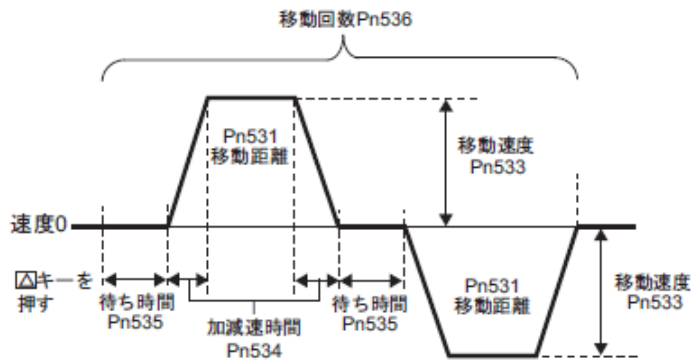 移動回数Pn536
Pn531
移動距離
移動速度
Pn533
速度0
△キーを
押す
待ち時間
Pn535
加減速時間
Pn534
待ち時間
Pn535
Pn531
移動距離
移動速度
Pn533